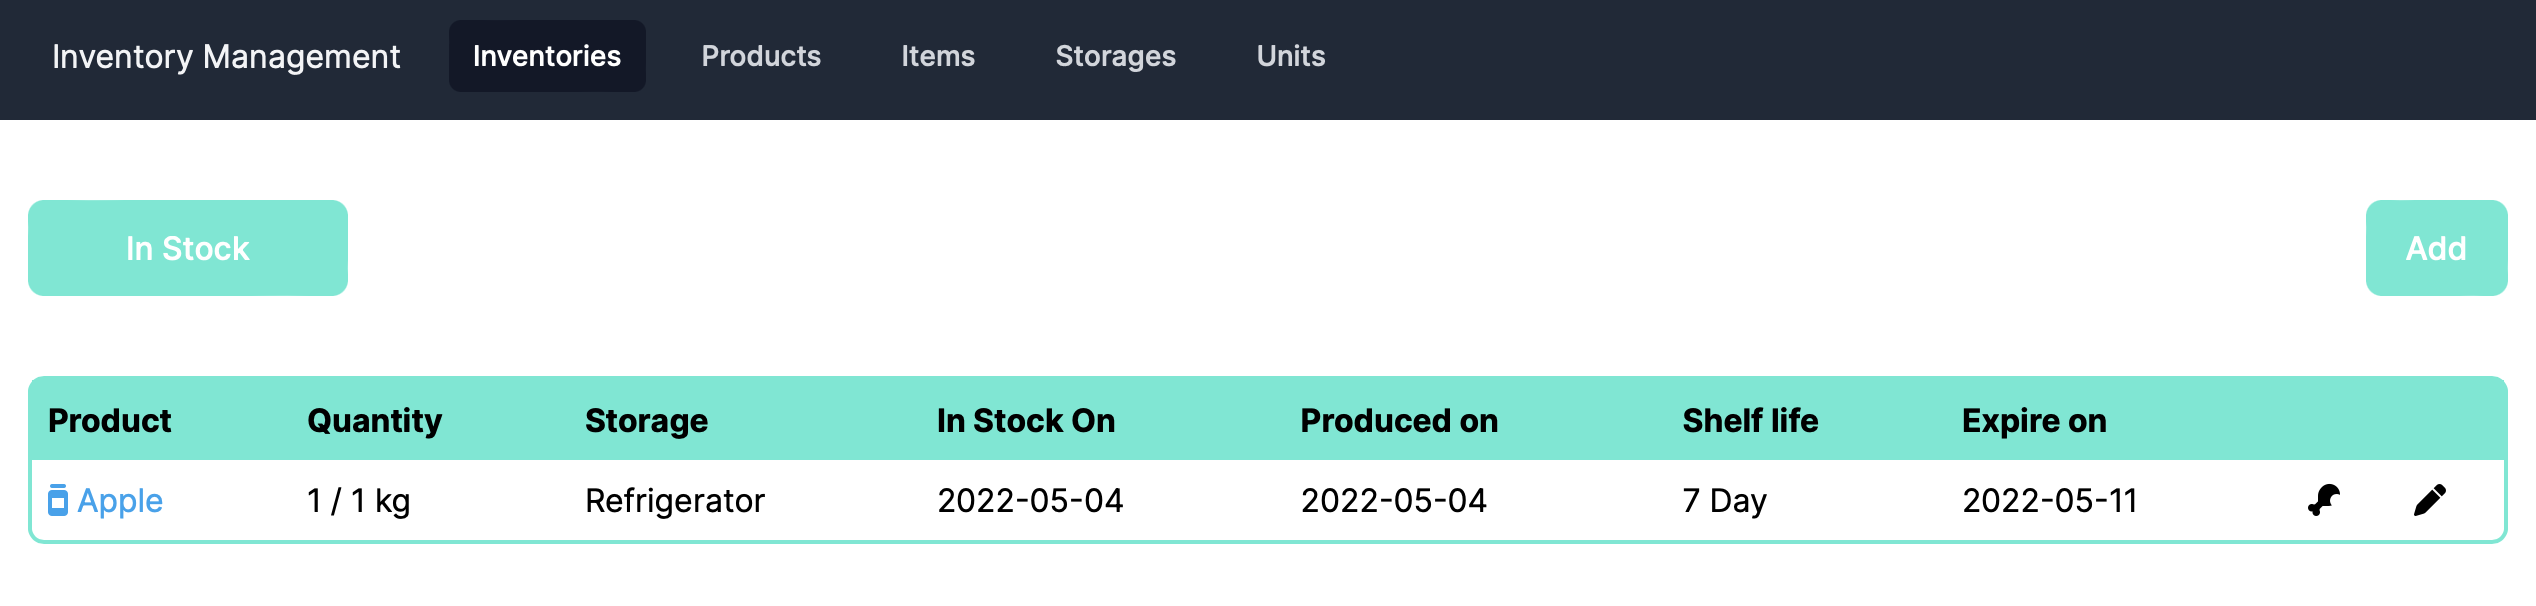 Inventory Management Inventories Products Items Storages Units
In Stock Add
Product Quantity Storage In Stock On Produced on Shelf life Expire on
Apple 1 / 1 kg Refrigerator 2022-05-04 2022-05-04 7 Day 2022-05-11